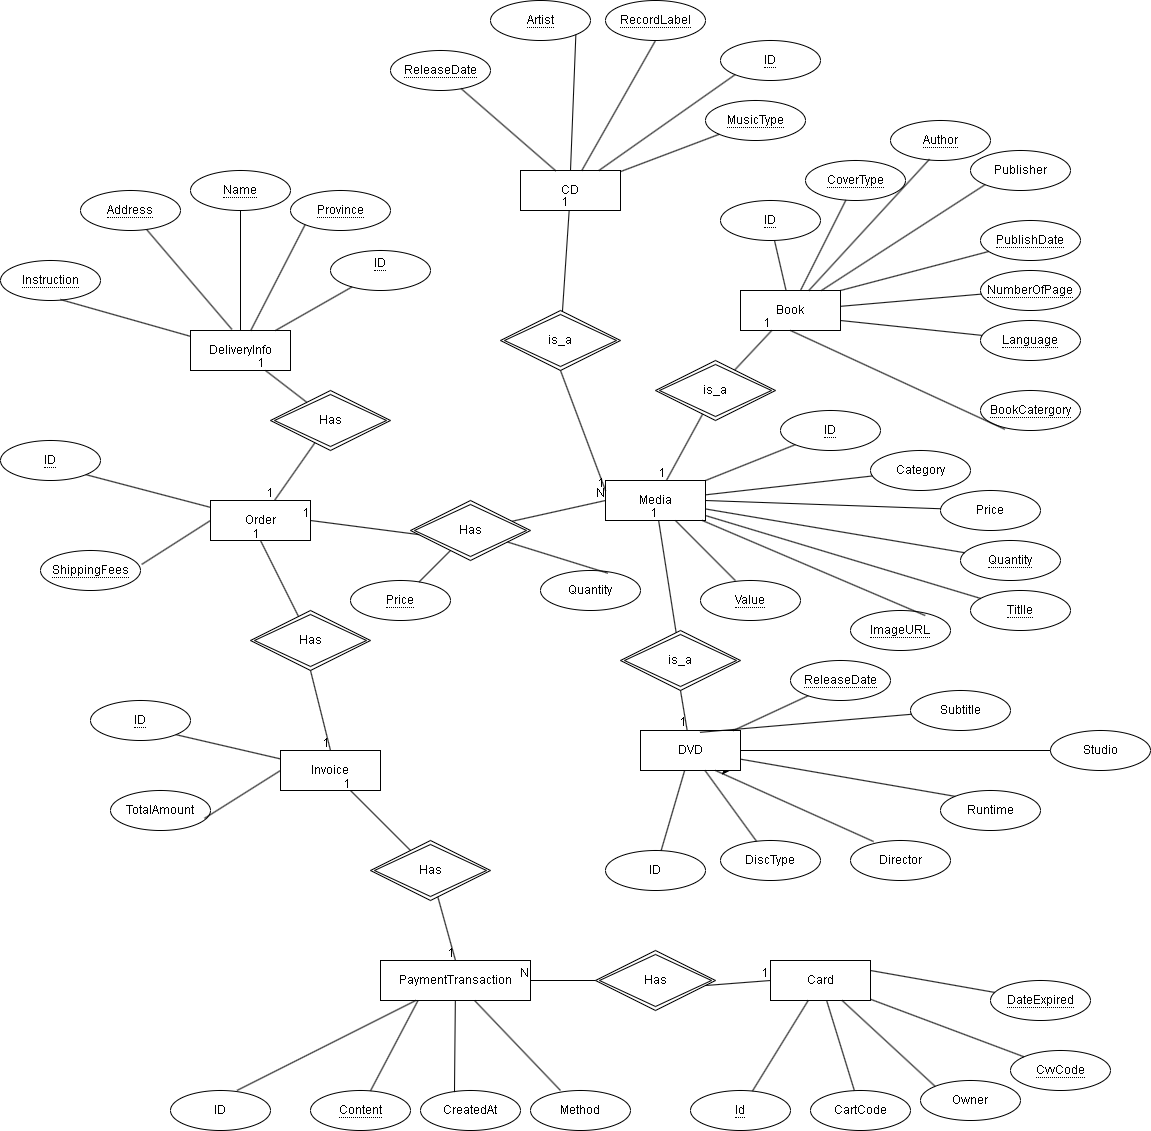 Artist
RecordLabel
ReleaseDate
ID
MusicType
CD
1
Author
CoverType
Publisher
ID
PublishDate
NumberOfPage
Language
BookCatergory
Book
1
Name
Address
Province
Instruction
ID
DeliveryInfo
1
is_a
is_a
Has
ID
1
Order
1
1
ShippingFees
Has
Price
Quantity
1
N
1
Media
1
ID
Category
Price
Quantity
Titlle
ImageURL
Value
Has
is_a
ID
1
Invoice
1
TotalAmount
ReleaseDate
Subtitle
1
DVD
Studio
Runtime
Director
DiscType
ID
Has
1
PaymentTransaction
N
Has
1
Card
DateExpired
CvvCode
ID
Content
CreatedAt
Method
Id
CartCode
Owner